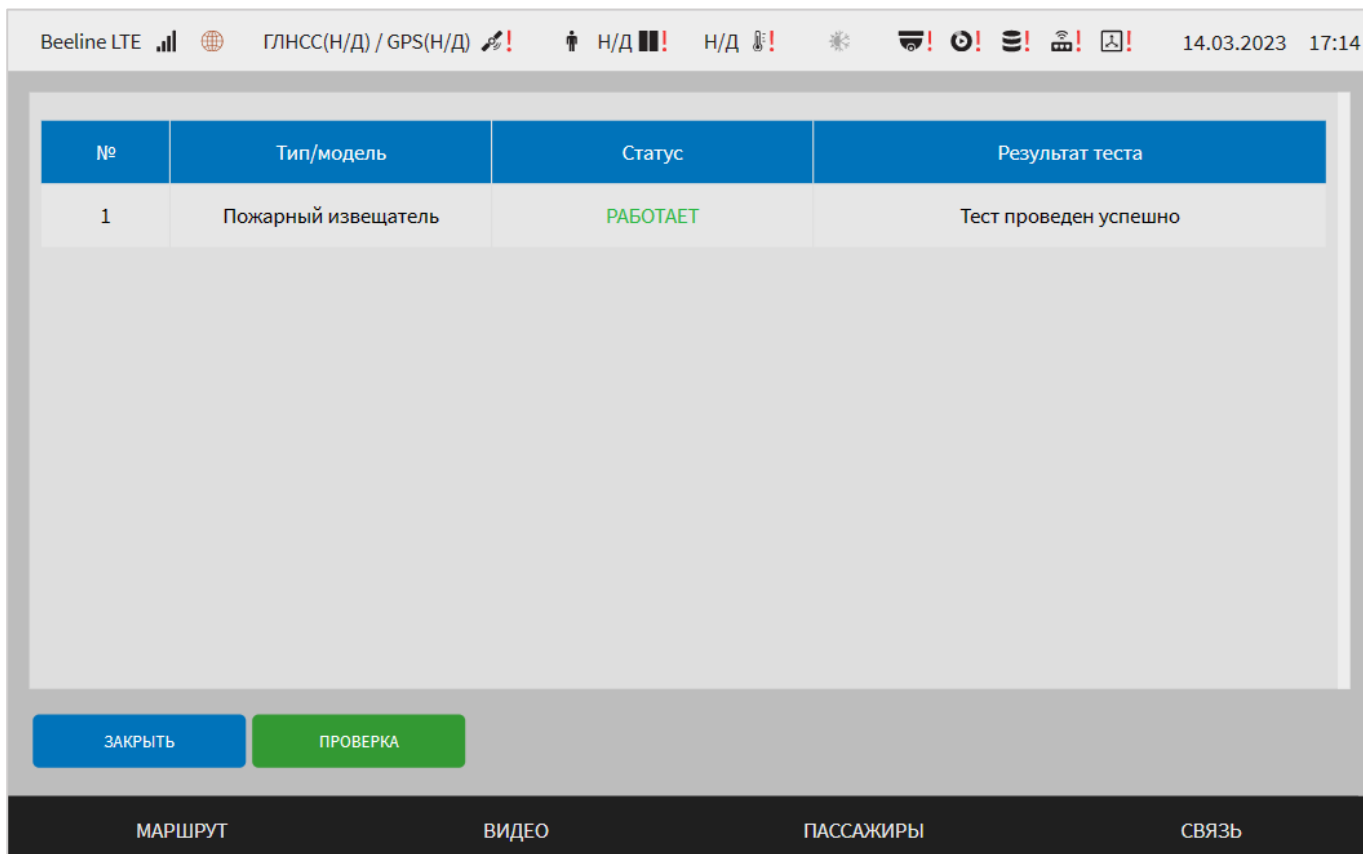 Beeline LTE ГЛНСС(Н/Д) / GPS(Н/Д) ! Н/Д ! Н/Д ! ! ! ! ! ! 14.03.2023 17:14
№ Тип/модель Статус Результат теста
1 Пожарный извещатель РАБОТАЕТ Тест проведен успешно
ЗАКРЫТЬ ПРОВЕРКА
МАРШРУТ ВИДЕО ПАССАЖИРЫ СВЯЗЬ